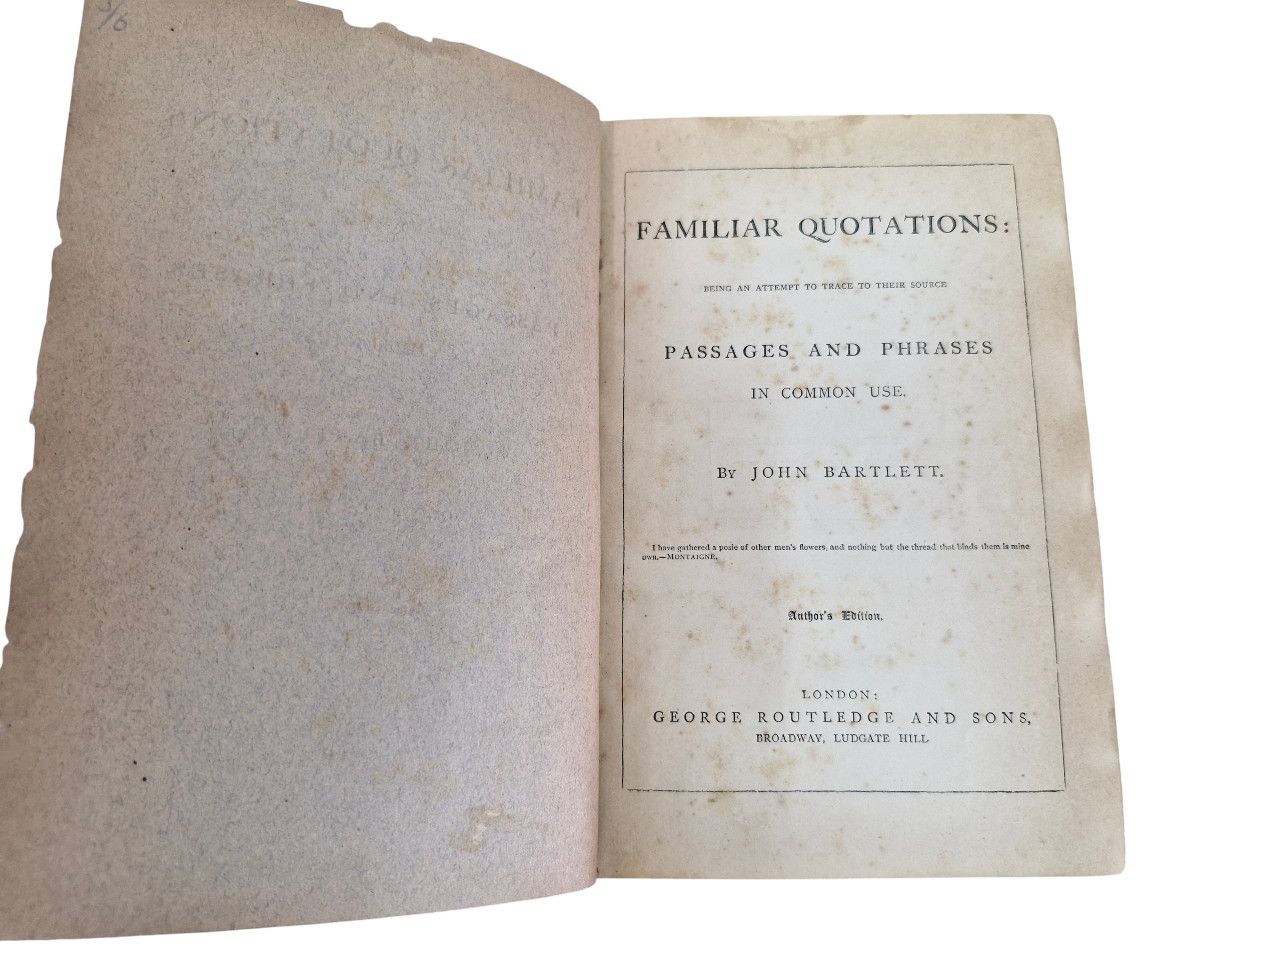 3/6
FAMILIAR QUOTATIONS:
BEING AN ATTEMPT TO TRACE TO THEIR SOURCE
PASSAGES AND PHRASES
IN COMMON USE.
BY JOHN BARTLETT.
I have gathered a posie of other men's flowers, and nothing but the thread that binds them is mine
own.—MONTAIGNE.
Author's Edition.
LONDON:
GEORGE ROUTLEDGE AND SONS,
BROADWAY, LUDGATE HILL